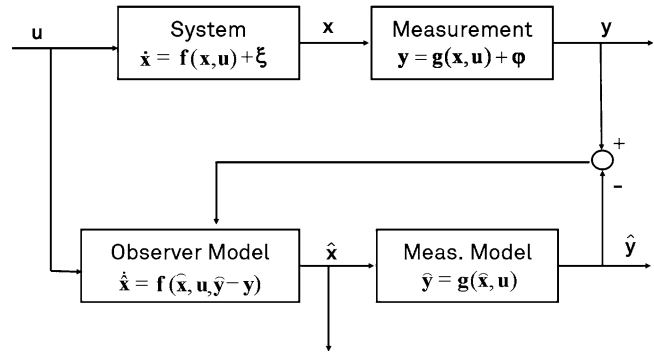 u
System
ẋ = f(x,u)+ξ
x
Measurement
y = g(x,u)+φ
y
+
-
Observer Model
x̂̇ = f(x̂, u,ŷ−y)
x̂
Meas. Model
ŷ = g(x̂, u)
ŷ